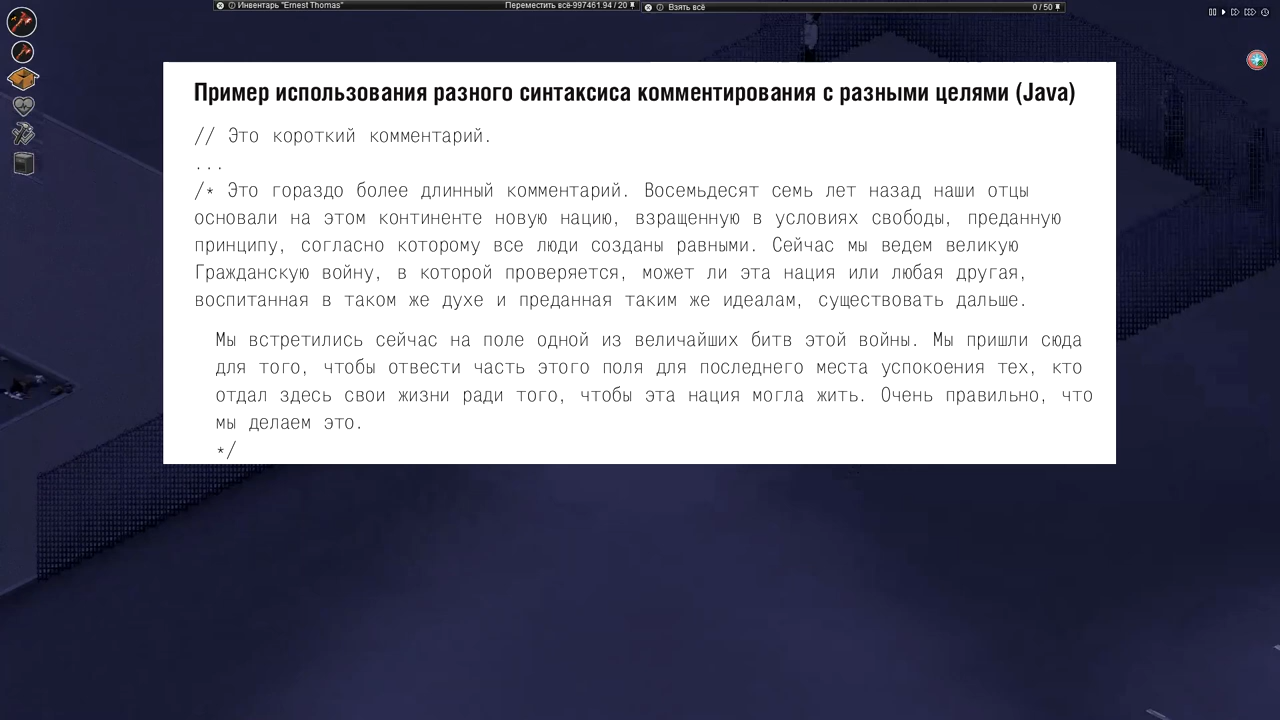 Инвентарь "Ernest Thomas"
Переместить всё-997461.94 / 20
Взять всё
0 / 50
Пример использования разного синтаксиса комментирования с разными целями (Java)
// Это короткий комментарий.
...
/* Это гораздо более длинный комментарий. Восемьдесят семь лет назад наши отцы
основали на этом континенте новую нацию, взращенную в условиях свободы, преданную
принципу, согласно которому все люди созданы равными. Сейчас мы ведем великую
Гражданскую войну, в которой проверяется, может ли эта нация или любая другая,
воспитанная в таком же духе и преданная таким же идеалам, существовать дальше.
Мы встретились сейчас на поле одной из величайших битв этой войны. Мы пришли сюда
для того, чтобы отвести часть этого поля для последнего места успокоения тех, кто
отдал здесь свои жизни ради того, чтобы эта нация могла жить. Очень правильно, что
мы делаем это.
*/